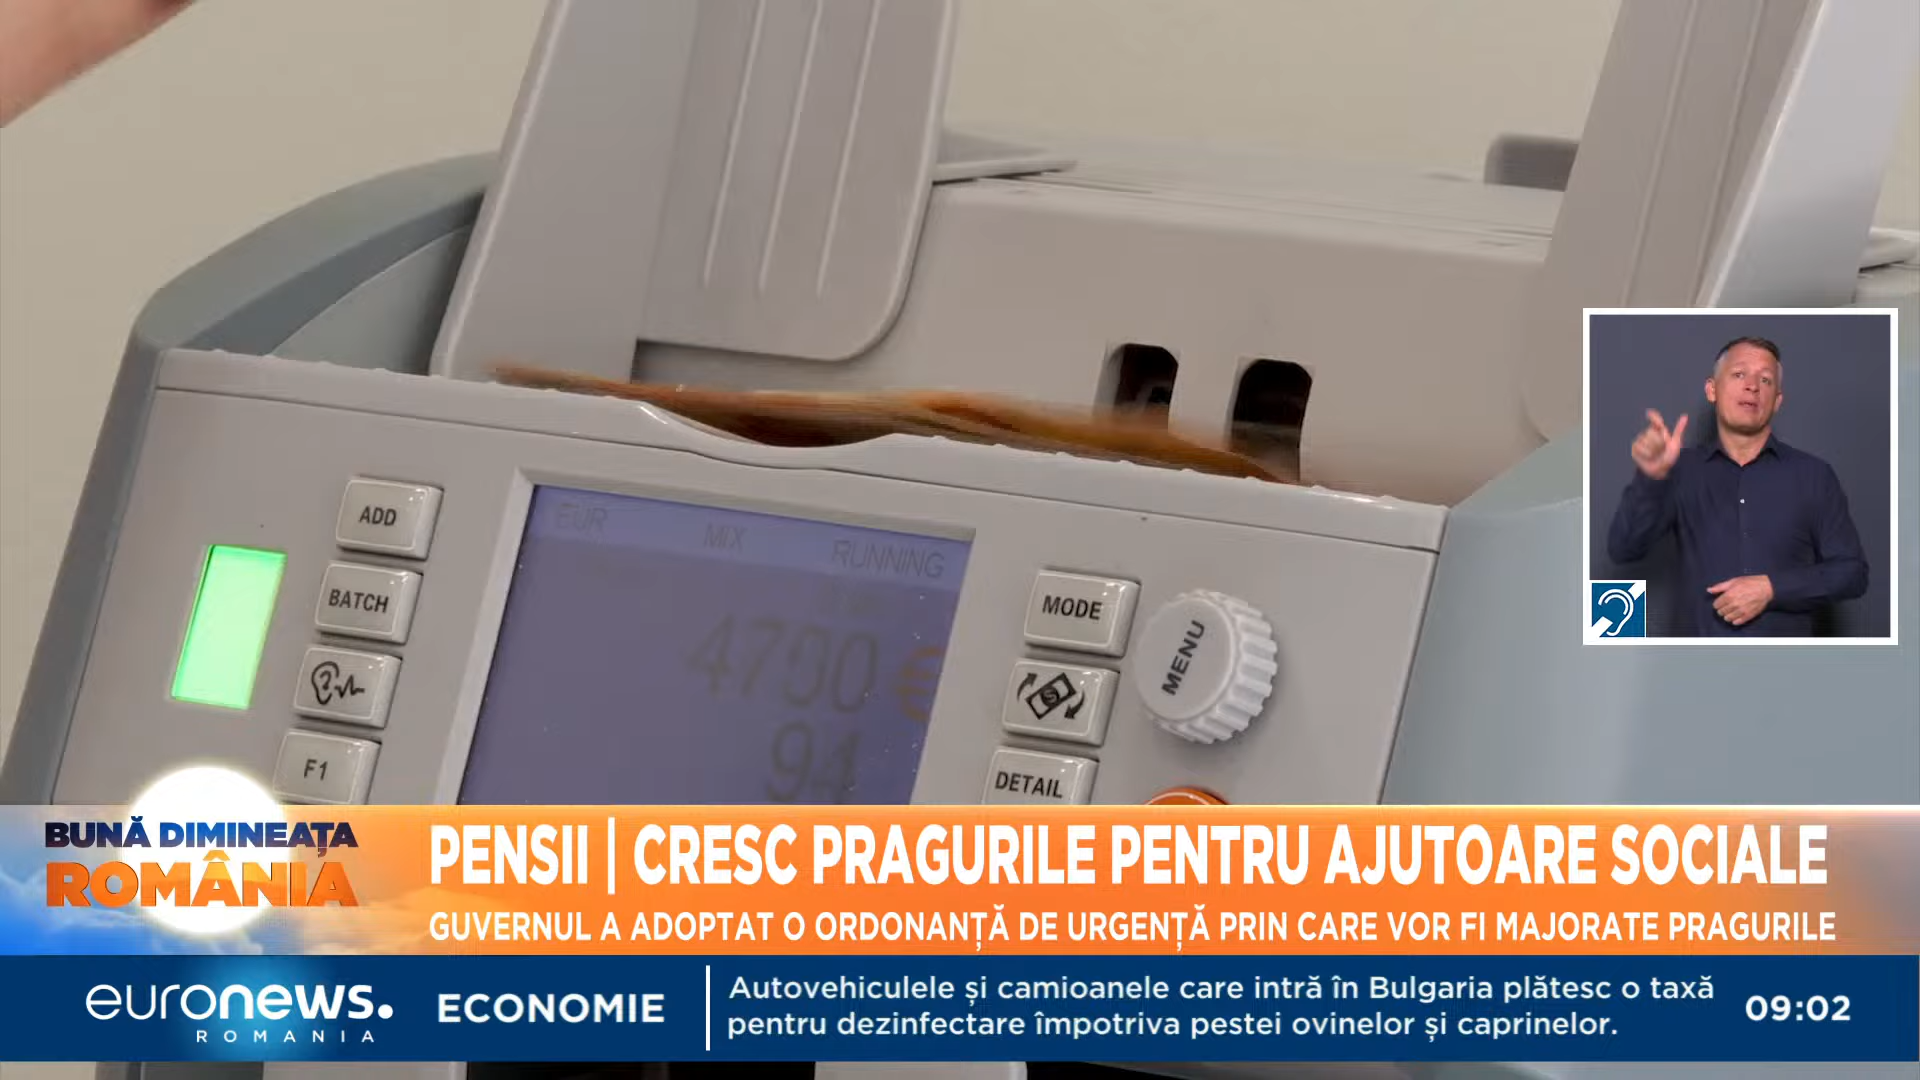 ADD
BATCH
F1
EUR MIX RUNNING
4700 €
94
MODE
MENU
DETAIL
BUNĂ DIMINEAȚA
ROMÂNIA
PENSII | CRESC PRAGURILE PENTRU AJUTOARE SOCIALE
GUVERNUL A ADOPTAT O ORDONANȚĂ DE URGENȚĂ PRIN CARE VOR FI MAJORATE PRAGURILE
euronews.
ROMANIA
ECONOMIE
Autovehiculele și camioanele care intră în Bulgaria plătesc o taxă
pentru dezinfectare împotriva pestei ovinelor și caprinelor.
09:02